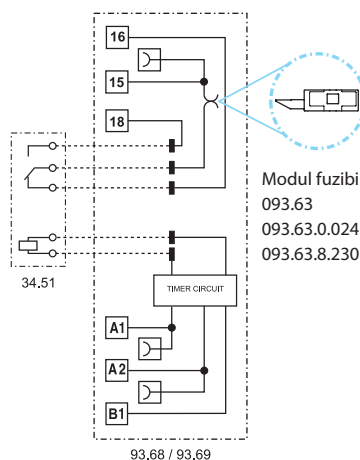 16
15
18
34.51
TIMER CIRCUIT
A1
A2
B1
93.68 / 93.69
Modul fuzibi
093.63
093.63.0.024
093.63.8.230